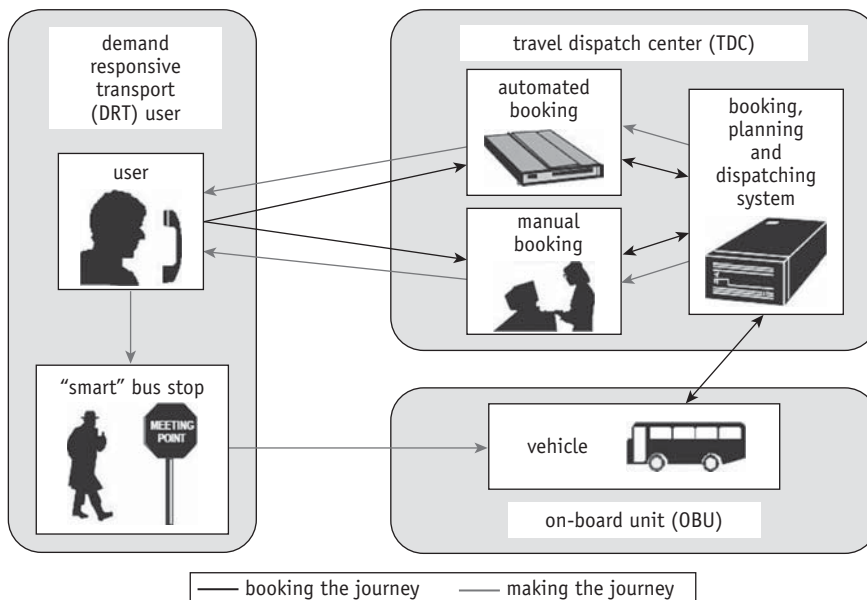 demand
responsive
transport
(DRT) user
user
“smart” bus stop
MEETING
POINT
travel dispatch center (TDC)
automated
booking
manual
booking
booking,
planning
and
dispatching
system
vehicle
on-board unit (OBU)
booking the journey
making the journey